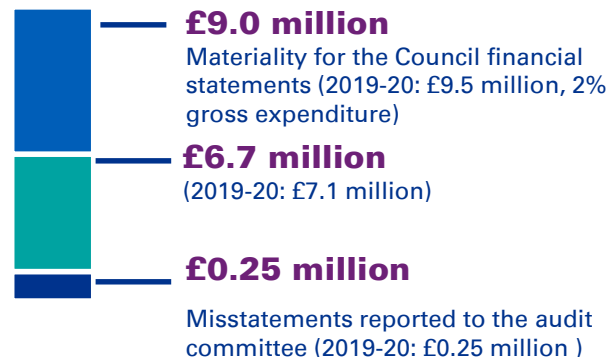 £9.0 million
Materiality for the Council financial
statements (2019-20: £9.5 million, 2%
gross expenditure)
£6.7 million
(2019-20: £7.1 million)
£0.25 million
Misstatements reported to the audit
committee (2019-20: £0.25 million )